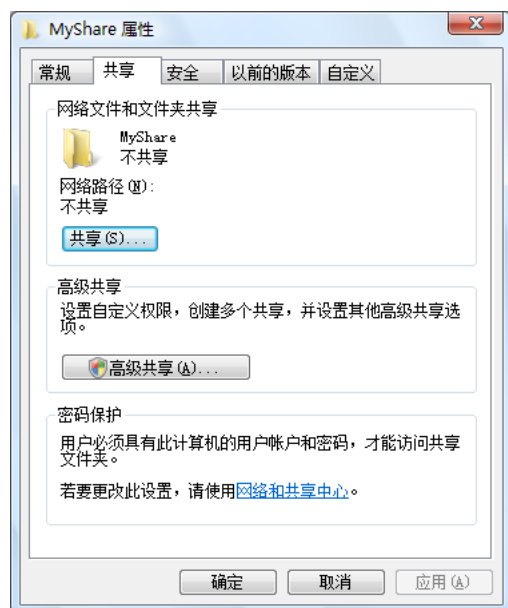 MyShare 属性
常规 共享 安全 以前的版本 自定义
网络文件和文件夹共享
MyShare
不共享
网络路径(N):
不共享
共享(S)...
高级共享
设置自定义权限，创建多个共享，并设置其他高级共享选
项。
高级共享(A)...
密码保护
用户必须具有此计算机的用户帐户和密码，才能访问共享
文件夹。
若要更改此设置，请使用网络和共享中心。
确定 取消 应用(A)